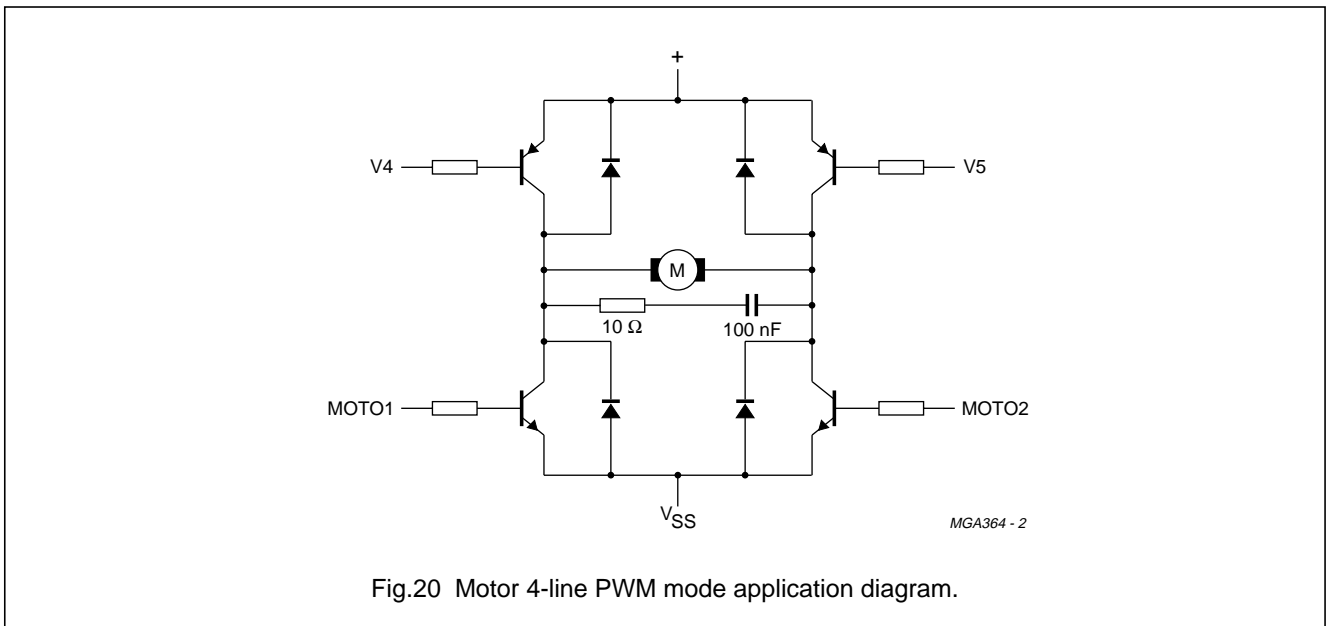 +
V4
V5
M
10 Ω
100 nF
MOTO1
MOTO2
VSS
MGA364 - 2
Fig.20 Motor 4-line PWM mode application diagram.